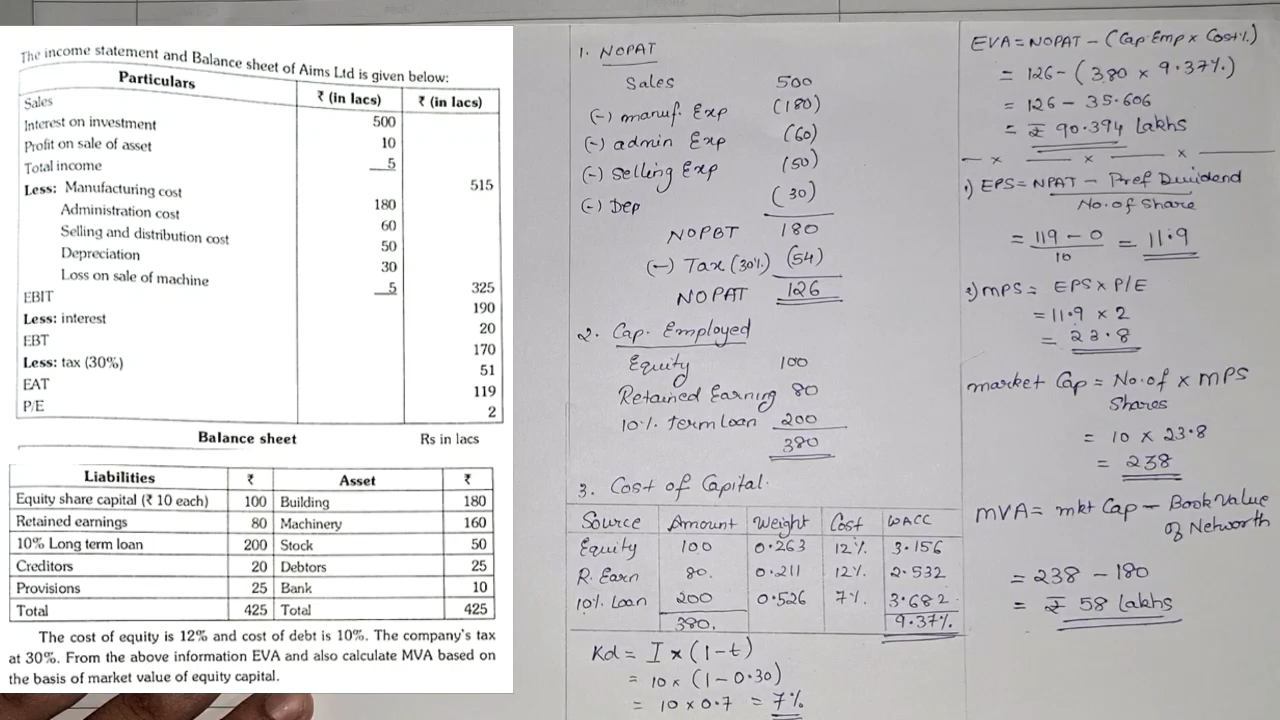 The income statement and Balance sheet of Aims Ltd is given below:
Particulars ₹ (in lacs) ₹ (in lacs)
Sales 500
Interest on investment 10
Profit on sale of asset 5
Total income 515
Less: Manufacturing cost 180
Administration cost 60
Selling and distribution cost 50
Depreciation 30
Loss on sale of machine 5 325
EBIT 190
Less: interest 20
EBT 170
Less: tax (30%) 51
EAT 119
P/E 2
Balance sheet Rs in lacs
Liabilities ₹ Asset ₹
Equity share capital (₹ 10 each) 100 Building 180
Retained earnings 80 Machinery 160
10% Long term loan 200 Stock 50
Creditors 20 Debtors 25
Provisions 25 Bank 10
Total 425 Total 425
The cost of equity is 12% and cost of debt is 10%. The company's tax
at 30%. From the above information EVA and also calculate MVA based on
the basis of market value of equity capital.
1. NOPAT
Sales 500
(-) manuf. Exp (180)
(-) admin Exp (60)
(-) Selling Exp (50)
(-) Dep (30)
NOPBT 180
(-) Tax (30%) (54)
NOPAT 126
2. Cap. Employed
Equity 100
Retained Earning 80
10% term loan 200
380
3. Cost of Capital.
Source Amount Weight Cost WACC
Equity 100 0.263 12% 3.156
R. Earn 80. 0.211 12% 2.532
10% Loan 200 0.526 7% 3.682.
380. 9.37%
Kd = I x (1-t)
= 10 x (1-0.30)
= 10 x 0.7 = 7%
EVA = NOPAT - (Cap.Emp x Cost%)
= 126 - (380 x 9.37%)
= 126 - 35.606
= ₹ 90.394 Lakhs
— x — x — x —
1) EPS = NPAT - Pref Dividend
No. of Share
= 119 - 0 = 11.9
10
2) MPS = EPS x P/E
= 11.9 x 2
= 23.8
market Cap = No. of x MPS
Shares
= 10 x 23.8
= 238
MVA = mkt Cap - Book Value
of Networth
= 238 - 180
= ₹ 58 lakhs